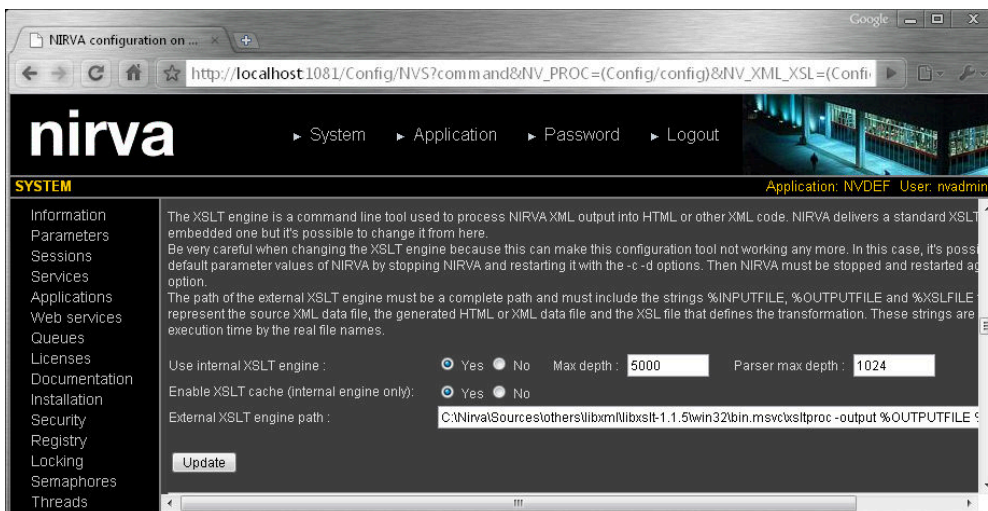 Google
NIRVA configuration on ...
http://localhost:1081/Config/NVS?command&NV_PROC=(Config/config)&NV_XML_XSL=(Confi
nirva
System Application Password Logout
SYSTEM
Application: NVDEF User: nvadmin
Information
Parameters
Sessions
Services
Applications
Web services
Queues
Licenses
Documentation
Installation
Security
Registry
Locking
Semaphores
Threads
The XSLT engine is a command line tool used to process NIRVA XML output into HTML or other XML code. NIRVA delivers a standard XSLT
embedded one but it's possible to change it from here.
Be very careful when changing the XSLT engine because this can make this configuration tool not working any more. In this case, it's possi
default parameter values of NIRVA by stopping NIRVA and restarting it with the -c -d options. Then NIRVA must be stopped and restarted ag
option.
The path of the external XSLT engine must be a complete path and must include the strings %INPUTFILE, %OUTPUTFILE and %XSLFILE
represent the source XML data file, the generated HTML or XML data file and the XSL file that defines the transformation. These strings are
execution time by the real file names.
Use internal XSLT engine : Yes No Max depth : 5000 Parser max depth : 1024
Enable XSLT cache (internal engine only): Yes No
External XSLT engine path : C:\Nirva\Sources\others\libxml\libxslt-1.1.5\win32\bin.msvc\xsltproc -output %OUTPUTFILE
Update